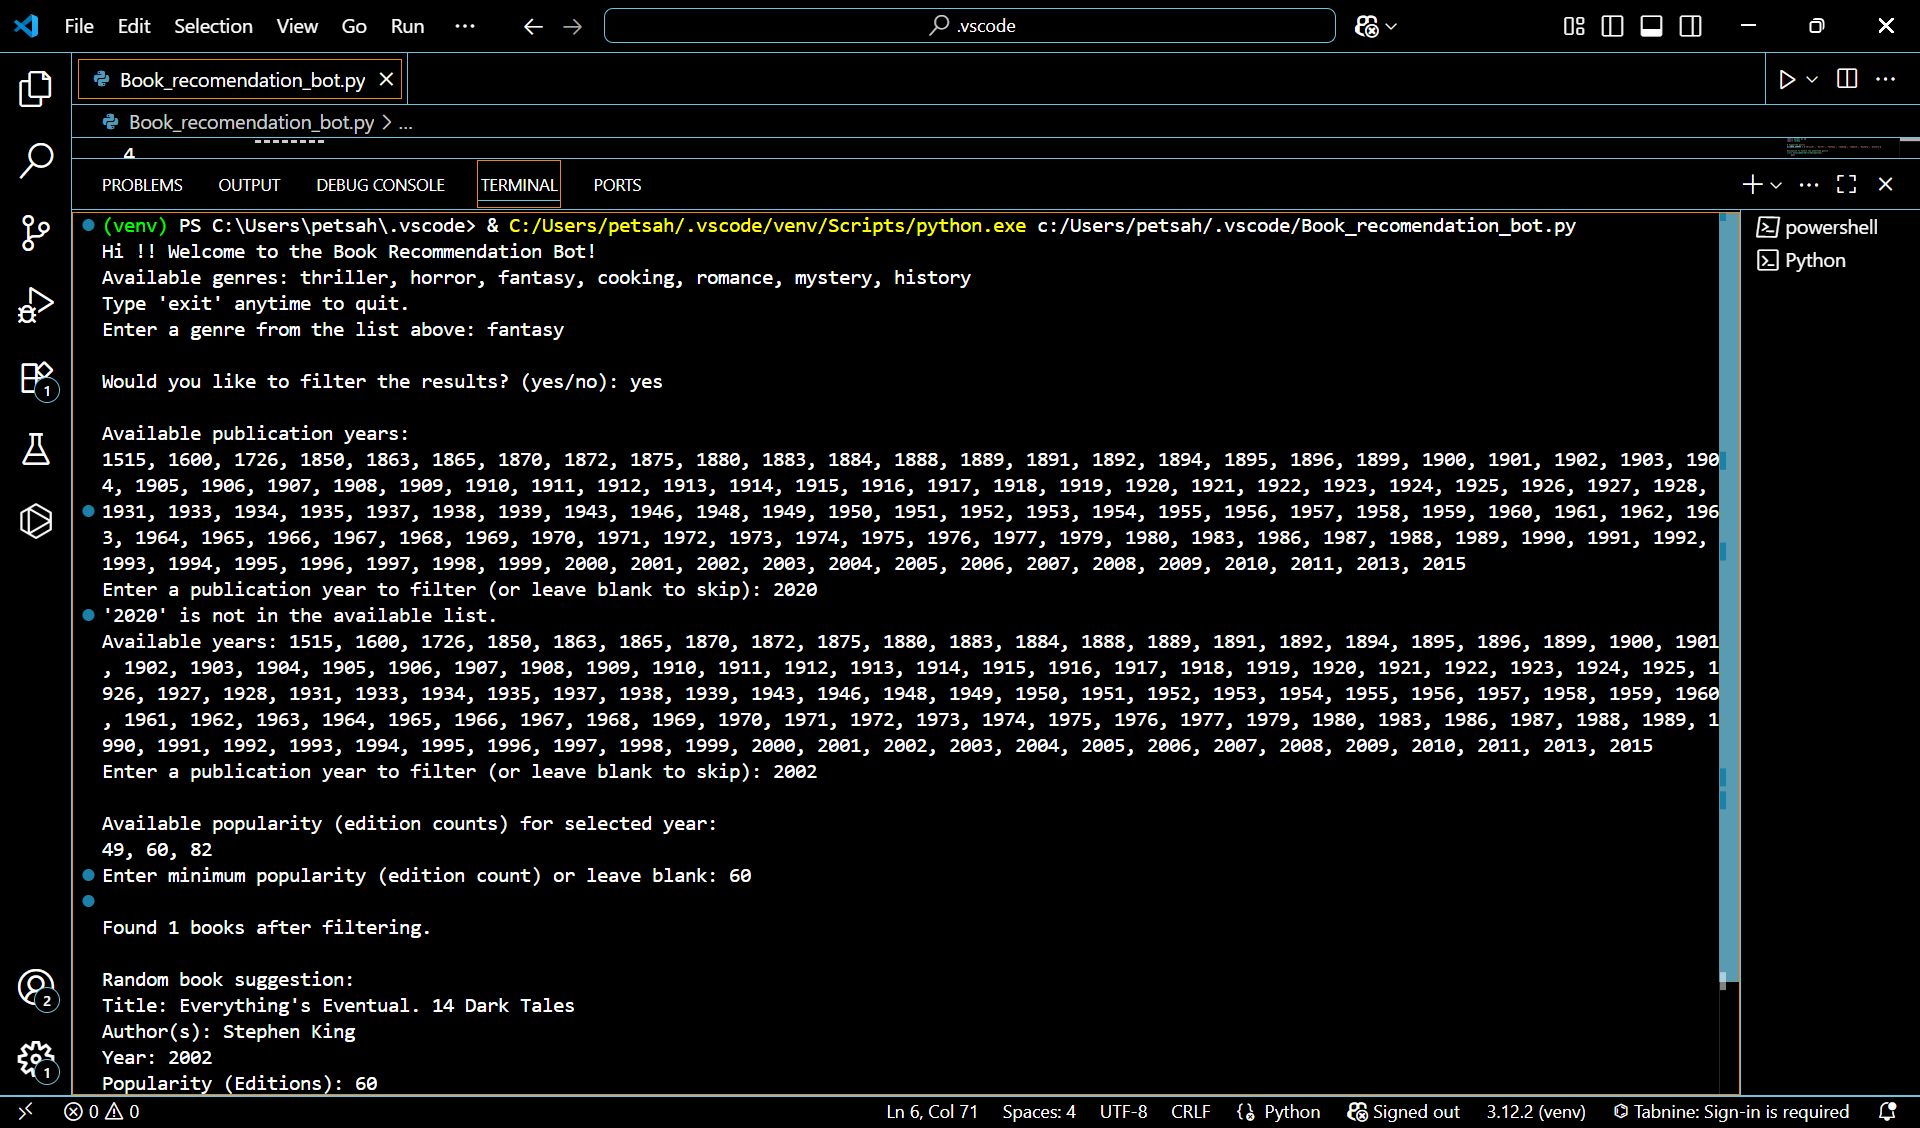 File Edit Selection View Go Run ... .vscode
Book_recomendation_bot.py
Book_recomendation_bot.py > ...
4
PROBLEMS OUTPUT DEBUG CONSOLE TERMINAL PORTS
(venv) PS C:\Users\petsah\.vscode> & C:/Users/petsah/.vscode/venv/Scripts/python.exe c:/Users/petsah/.vscode/Book_recomendation_bot.py
Hi !! Welcome to the Book Recommendation Bot!
Available genres: thriller, horror, fantasy, cooking, romance, mystery, history
Type 'exit' anytime to quit.
Enter a genre from the list above: fantasy
Would you like to filter the results? (yes/no): yes
Available publication years:
1515, 1600, 1726, 1850, 1863, 1865, 1870, 1872, 1875, 1880, 1883, 1884, 1888, 1889, 1891, 1892, 1894, 1895, 1896, 1899, 1900, 1901, 1902, 1903, 190
4, 1905, 1906, 1907, 1908, 1909, 1910, 1911, 1912, 1913, 1914, 1915, 1916, 1917, 1918, 1919, 1920, 1921, 1922, 1923, 1924, 1925, 1926, 1927, 1928,
1931, 1933, 1934, 1935, 1937, 1938, 1939, 1943, 1946, 1948, 1949, 1950, 1951, 1952, 1953, 1954, 1955, 1956, 1957, 1958, 1959, 1960, 1961, 1962, 196
3, 1964, 1965, 1966, 1967, 1968, 1969, 1970, 1971, 1972, 1973, 1974, 1975, 1976, 1977, 1979, 1980, 1983, 1986, 1987, 1988, 1989, 1990, 1991, 1992,
1993, 1994, 1995, 1996, 1997, 1998, 1999, 2000, 2001, 2002, 2003, 2004, 2005, 2006, 2007, 2008, 2009, 2010, 2011, 2013, 2015
Enter a publication year to filter (or leave blank to skip): 2020
'2020' is not in the available list.
Available years: 1515, 1600, 1726, 1850, 1863, 1865, 1870, 1872, 1875, 1880, 1883, 1884, 1888, 1889, 1891, 1892, 1894, 1895, 1896, 1899, 1900, 1901
, 1902, 1903, 1904, 1905, 1906, 1907, 1908, 1909, 1910, 1911, 1912, 1913, 1914, 1915, 1916, 1917, 1918, 1919, 1920, 1921, 1922, 1923, 1924, 1925, 1
926, 1927, 1928, 1931, 1933, 1934, 1935, 1937, 1938, 1939, 1943, 1946, 1948, 1949, 1950, 1951, 1952, 1953, 1954, 1955, 1956, 1957, 1958, 1959, 1960
, 1961, 1962, 1963, 1964, 1965, 1966, 1967, 1968, 1969, 1970, 1971, 1972, 1973, 1974, 1975, 1976, 1977, 1979, 1980, 1983, 1986, 1987, 1988, 1989, 1
990, 1991, 1992, 1993, 1994, 1995, 1996, 1997, 1998, 1999, 2000, 2001, 2002, 2003, 2004, 2005, 2006, 2007, 2008, 2009, 2010, 2011, 2013, 2015
Enter a publication year to filter (or leave blank to skip): 2002
Available popularity (edition counts) for selected year:
49, 60, 82
Enter minimum popularity (edition count) or leave blank: 60
Found 1 books after filtering.
Random book suggestion:
Title: Everything's Eventual. 14 Dark Tales
Author(s): Stephen King
Year: 2002
Popularity (Editions): 60
powershell
Python
1
2
1
0 0 Ln 6, Col 71 Spaces: 4 UTF-8 CRLF Python Signed out 3.12.2 (venv) Tabnine: Sign-in is required